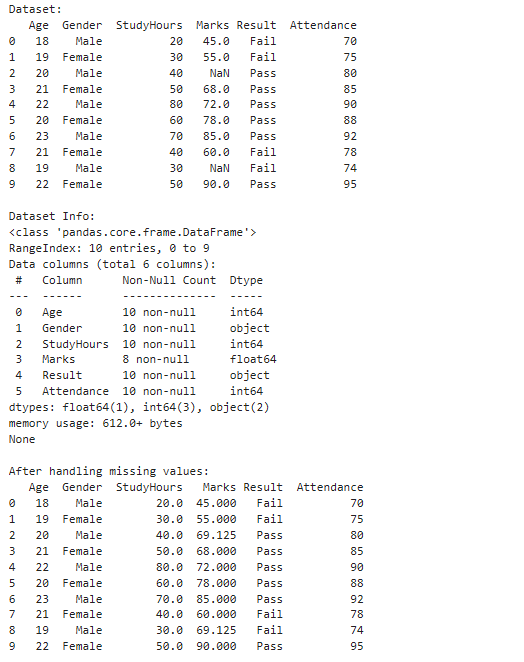 Dataset:
   Age  Gender  StudyHours  Marks Result  Attendance
0   18    Male          20   45.0   Fail          70
1   19  Female          30   55.0   Fail          75
2   20    Male          40    NaN   Pass          80
3   21  Female          50   68.0   Pass          85
4   22    Male          80   72.0   Pass          90
5   20  Female          60   78.0   Pass          88
6   23    Male          70   85.0   Pass          92
7   21  Female          40   60.0   Fail          78
8   19    Male          30    NaN   Fail          74
9   22  Female          50   90.0   Pass          95
Dataset Info:
<class 'pandas.core.frame.DataFrame'>
RangeIndex: 10 entries, 0 to 9
Data columns (total 6 columns):
 #   Column      Non-Null Count  Dtype
---  ------      --------------  -----
 0   Age         10 non-null     int64
 1   Gender      10 non-null     object
 2   StudyHours  10 non-null     int64
 3   Marks       8 non-null      float64
 4   Result      10 non-null     object
 5   Attendance  10 non-null     int64
dtypes: float64(1), int64(3), object(2)
memory usage: 612.0+ bytes
None
After handling missing values:
   Age  Gender  StudyHours   Marks Result  Attendance
0   18    Male        20.0  45.000   Fail          70
1   19  Female        30.0  55.000   Fail          75
2   20    Male        40.0  69.125   Pass          80
3   21  Female        50.0  68.000   Pass          85
4   22    Male        80.0  72.000   Pass          90
5   20  Female        60.0  78.000   Pass          88
6   23    Male        70.0  85.000   Pass          92
7   21  Female        40.0  60.000   Fail          78
8   19    Male        30.0  69.125   Fail          74
9   22  Female        50.0  90.000   Pass          95